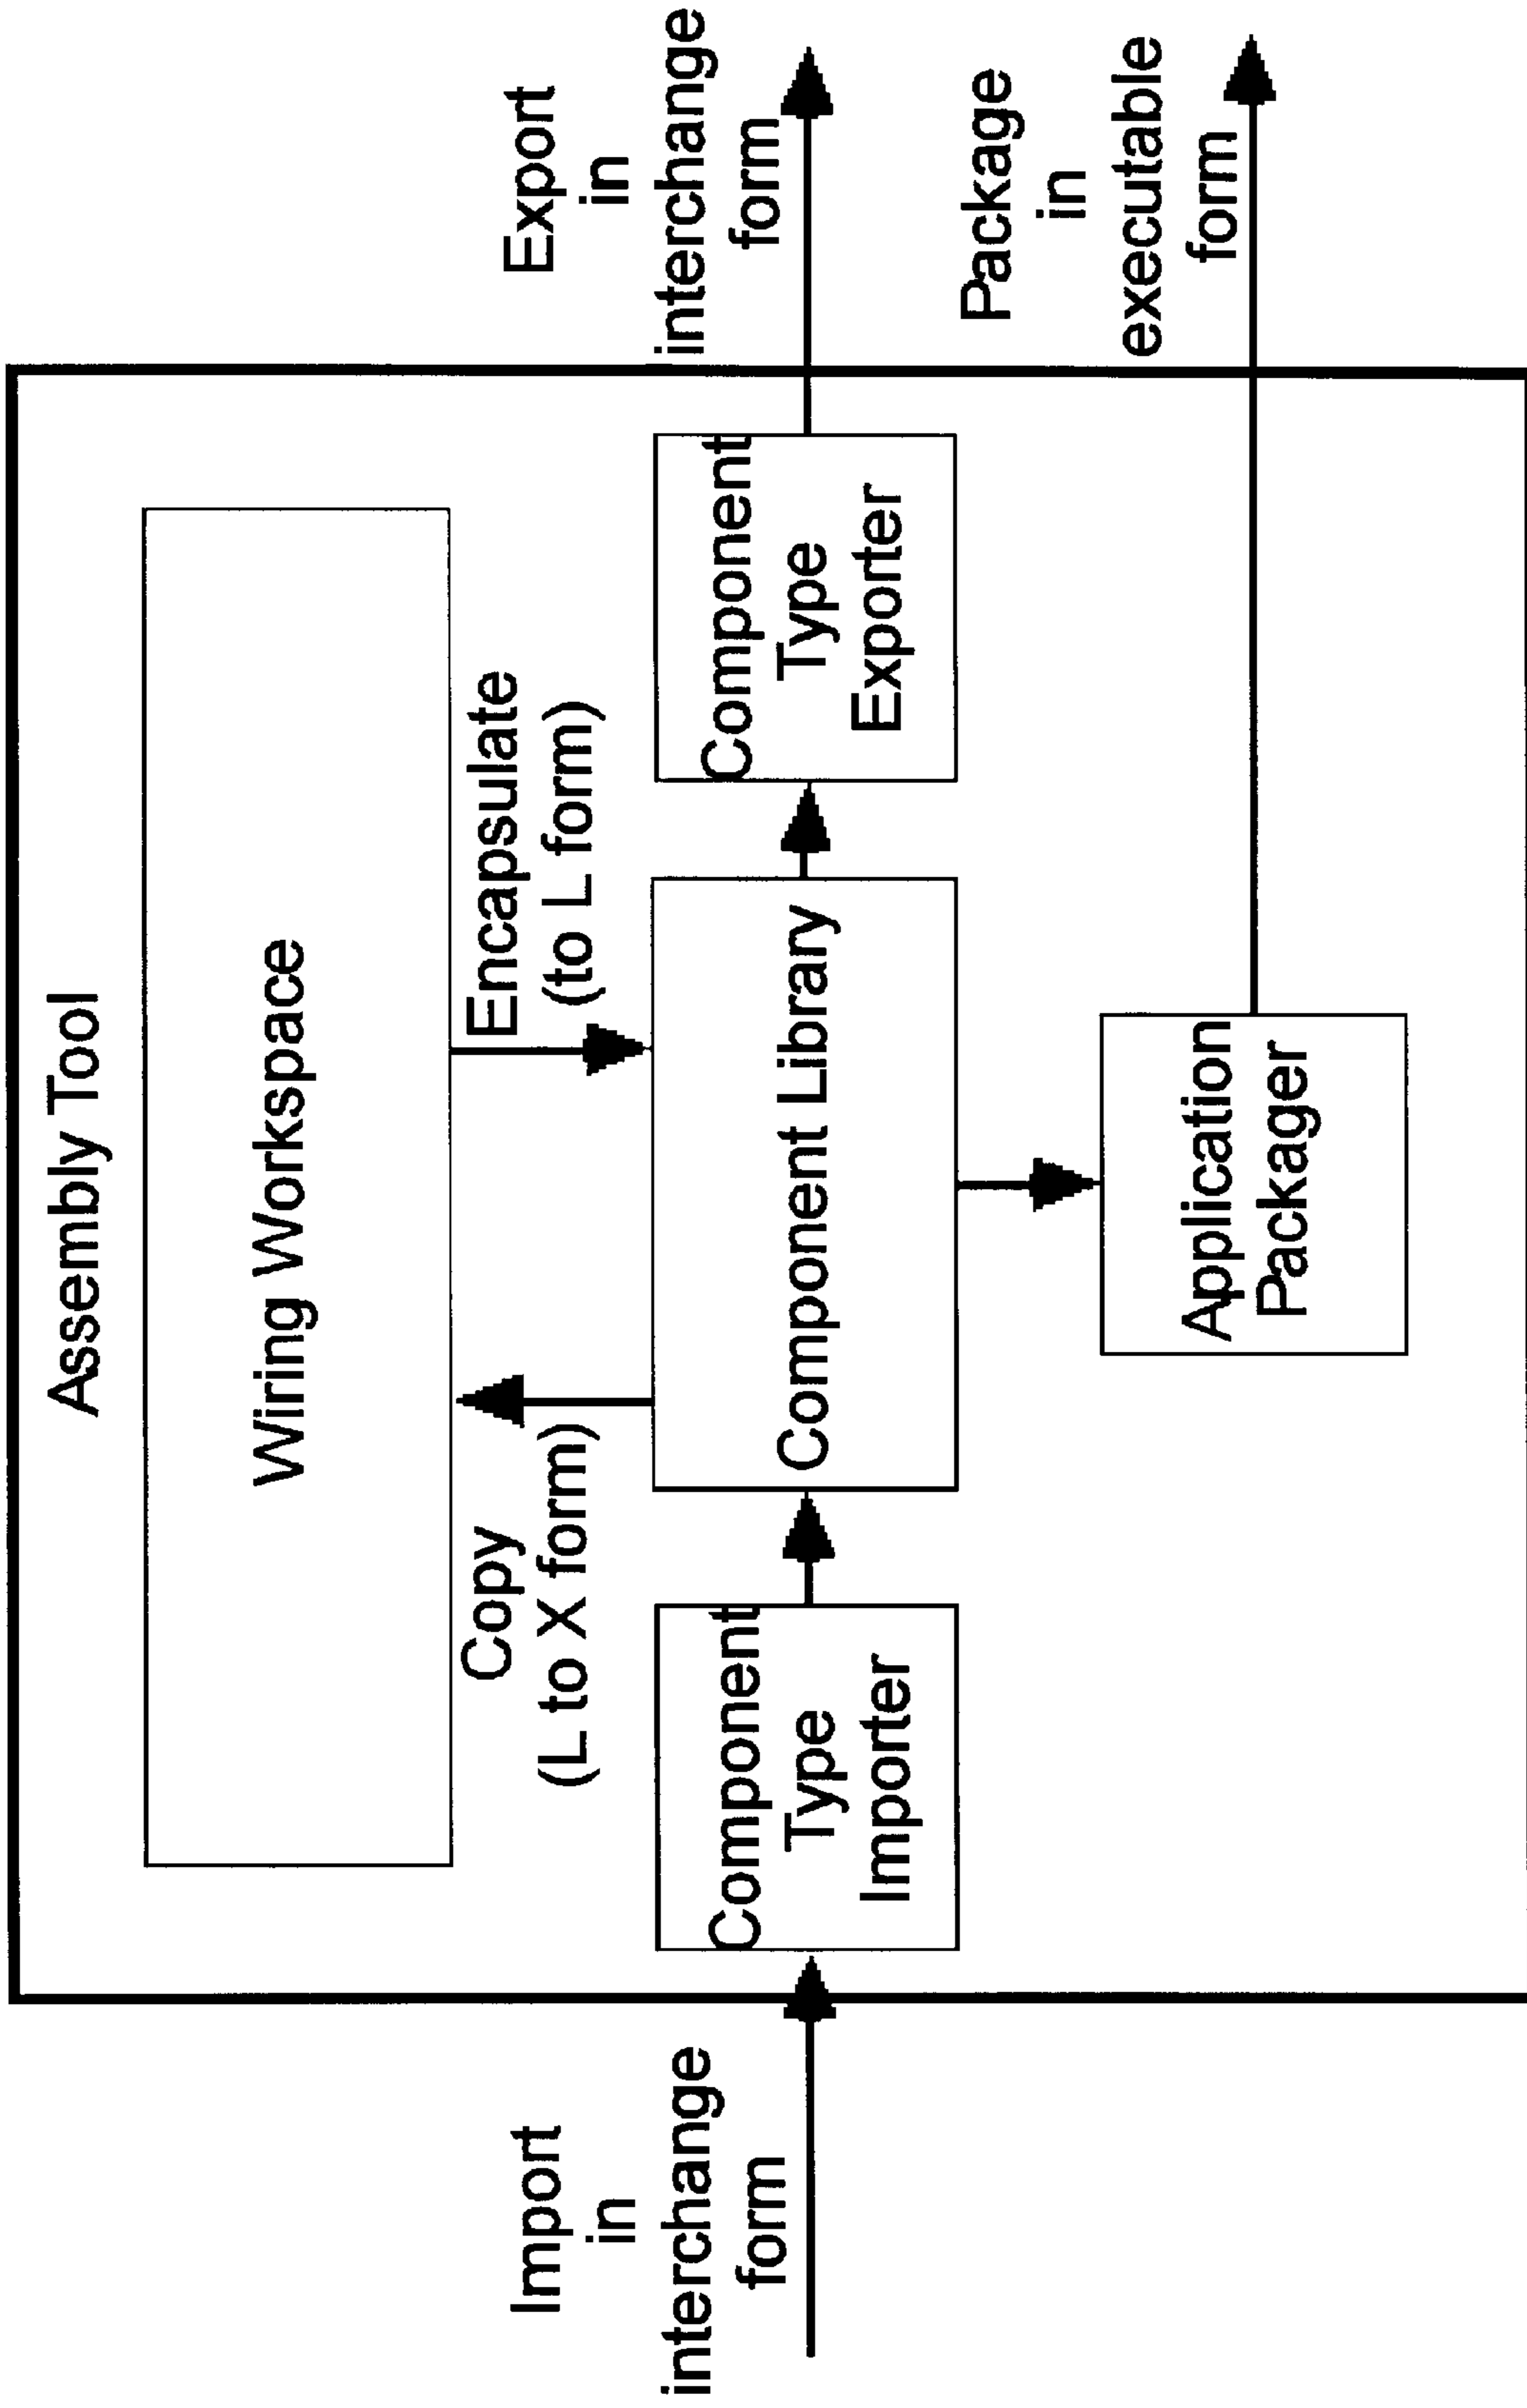 Assembly Tool
Wiring Workspace
Copy
(L to X form)
Encapsulate
(to L form)
Import
in
interchange
form
Component
Type
Importer
Component Library
Component
Type
Exporter
Export
in
interchange
form
Application
Packager
Package
in
executable
form